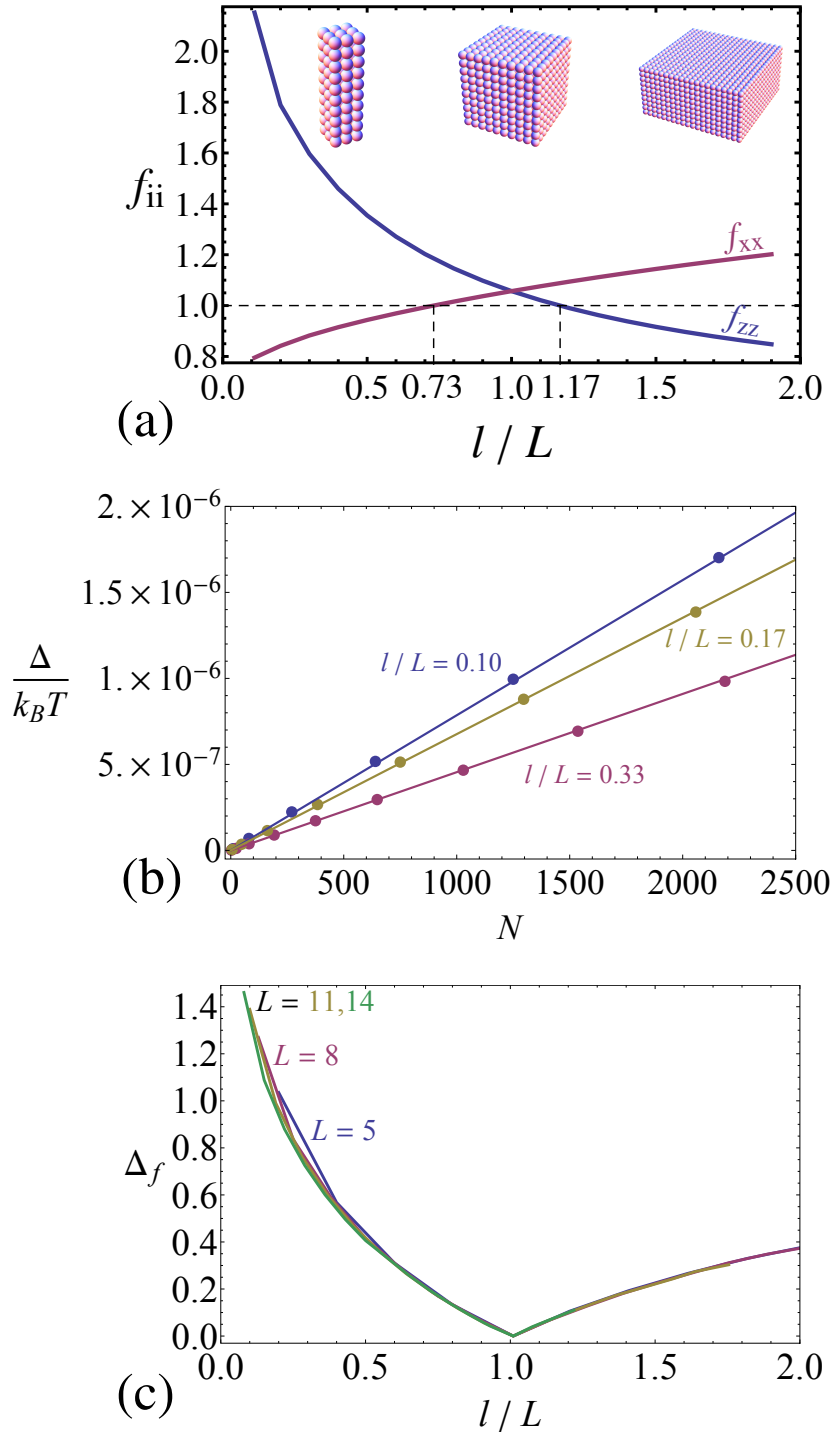 2.0
1.8
1.6
f_ii
1.4
1.2
1.0
0.8
f_xx
f_zz
0.0 0.5 0.73 1.0 1.17 1.5 2.0
(a)
l / L
2. × 10^-6
1.5 × 10^-6
1. × 10^-6
5. × 10^-7
0
Δ
k_B T
l / L = 0.10
l / L = 0.17
l / L = 0.33
0 500 1000 1500 2000 2500
(b)
N
1.4
1.2
1.0
0.8
Δ_f
0.6
0.4
0.2
0.0
L = 11,14
L = 8
L = 5
0.0 0.5 1.0 1.5 2.0
(c)
l / L